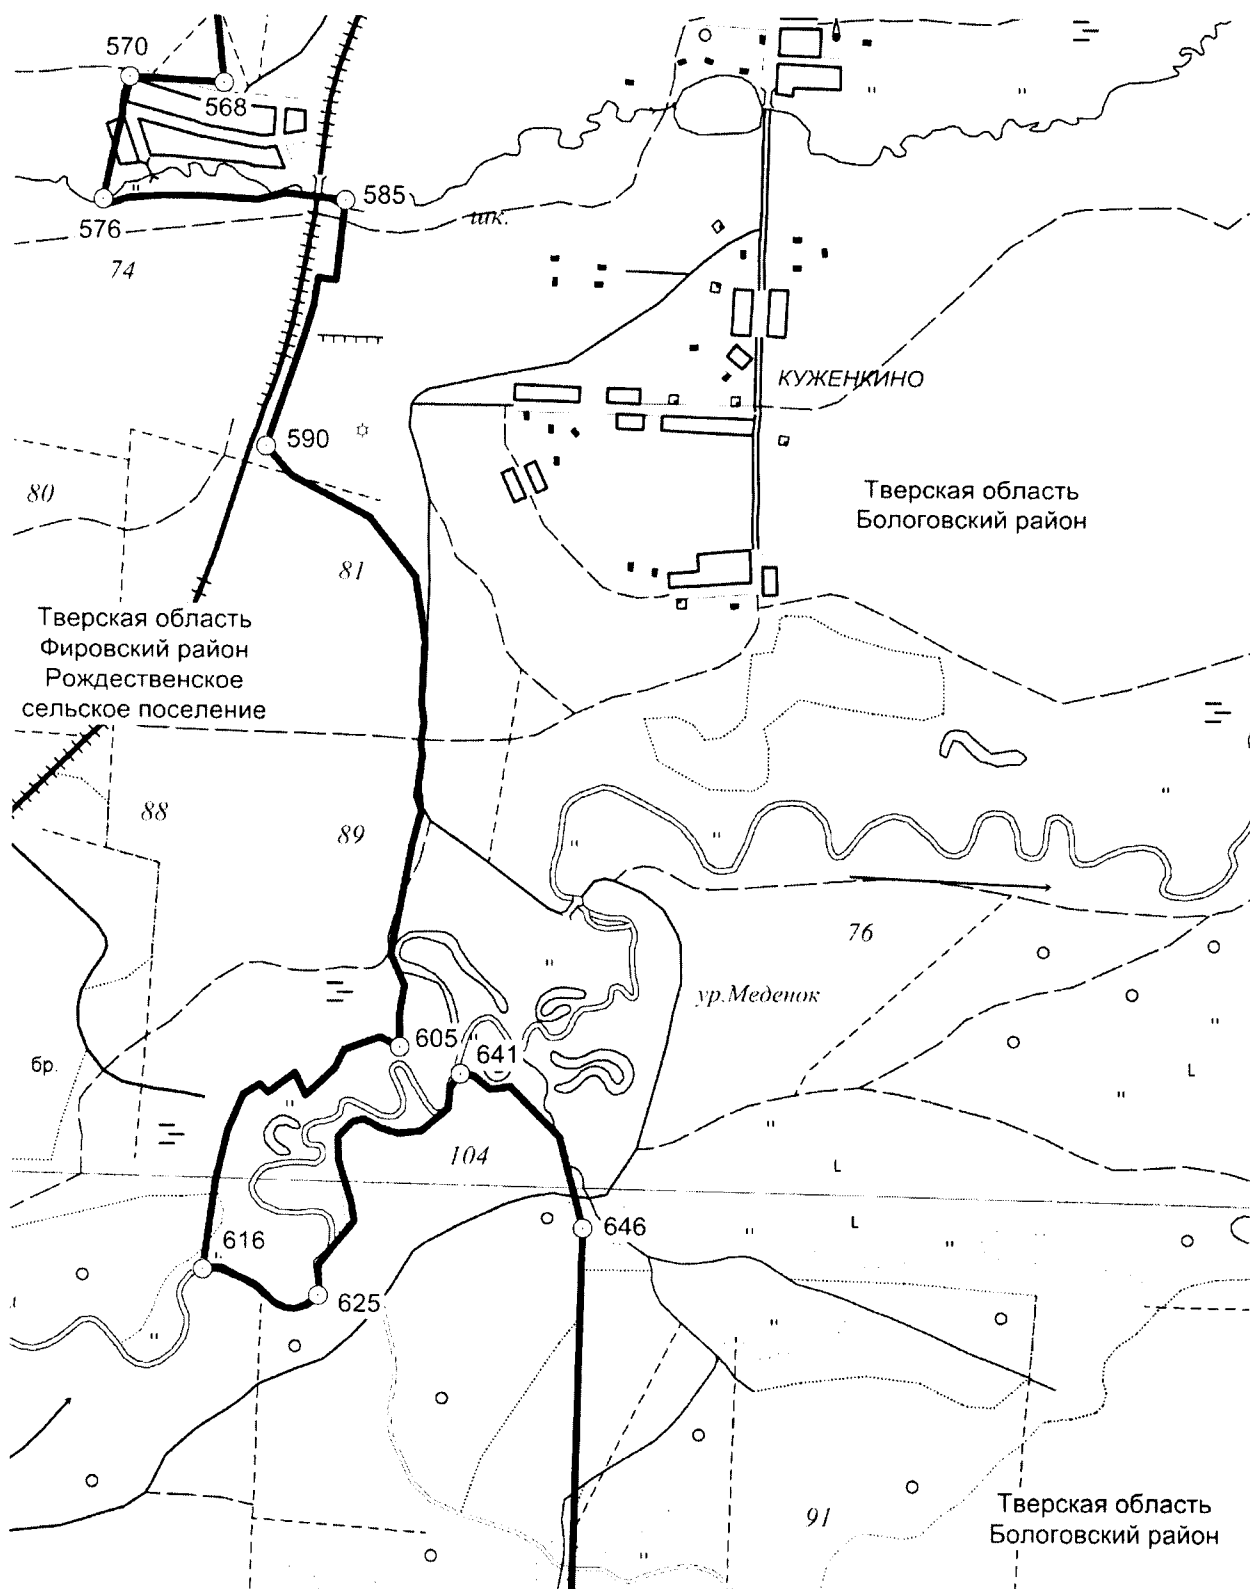 570
568
585
576
шк.
74
КУЖЕНКИНО
590
80
Тверская область
Бологовский район
81
Тверская область
Фировский район
Рождественское
сельское поселение
88
89
76
ур.Меденок
605
641
бр.
L
104
L
L
646
616
625
91
Тверская область
Бологовский район